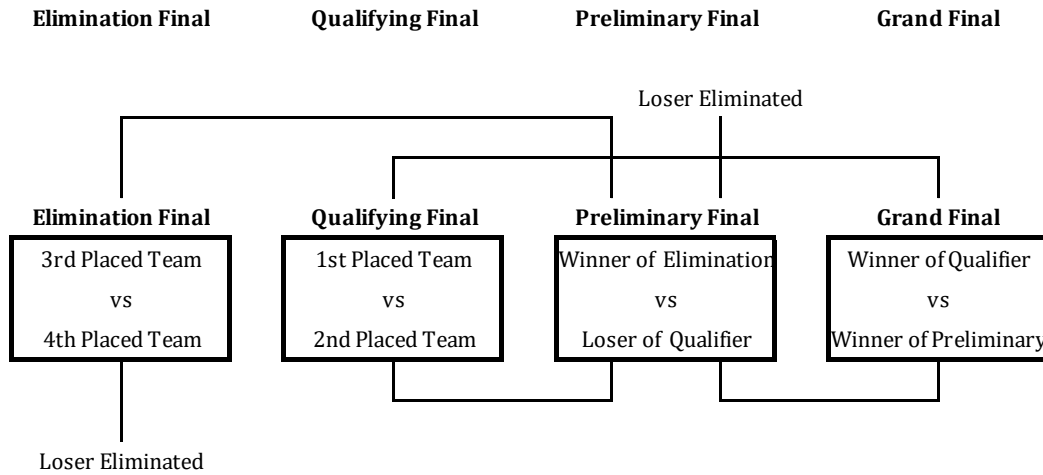 Elimination Final
Qualifying Final
Preliminary Final
Grand Final
Loser Eliminated
Elimination Final
3rd Placed Team
vs
4th Placed Team
Qualifying Final
1st Placed Team
vs
2nd Placed Team
Preliminary Final
Winner of Elimination
vs
Loser of Qualifier
Grand Final
Winner of Qualifier
vs
Winner of Preliminary
Loser Eliminated